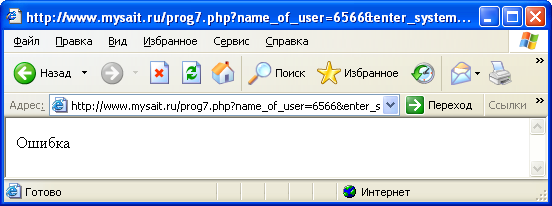 http://www.mysait.ru/prog7.php?name_of_user=6566&enter_system...
Файл Правка Вид Избранное Сервис Справка »
Назад Поиск Избранное »
Адрес: http://www.mysait.ru/prog7.php?name_of_user=6566&enter_s Переход Ссылки »
Ошибка
Готово Интернет